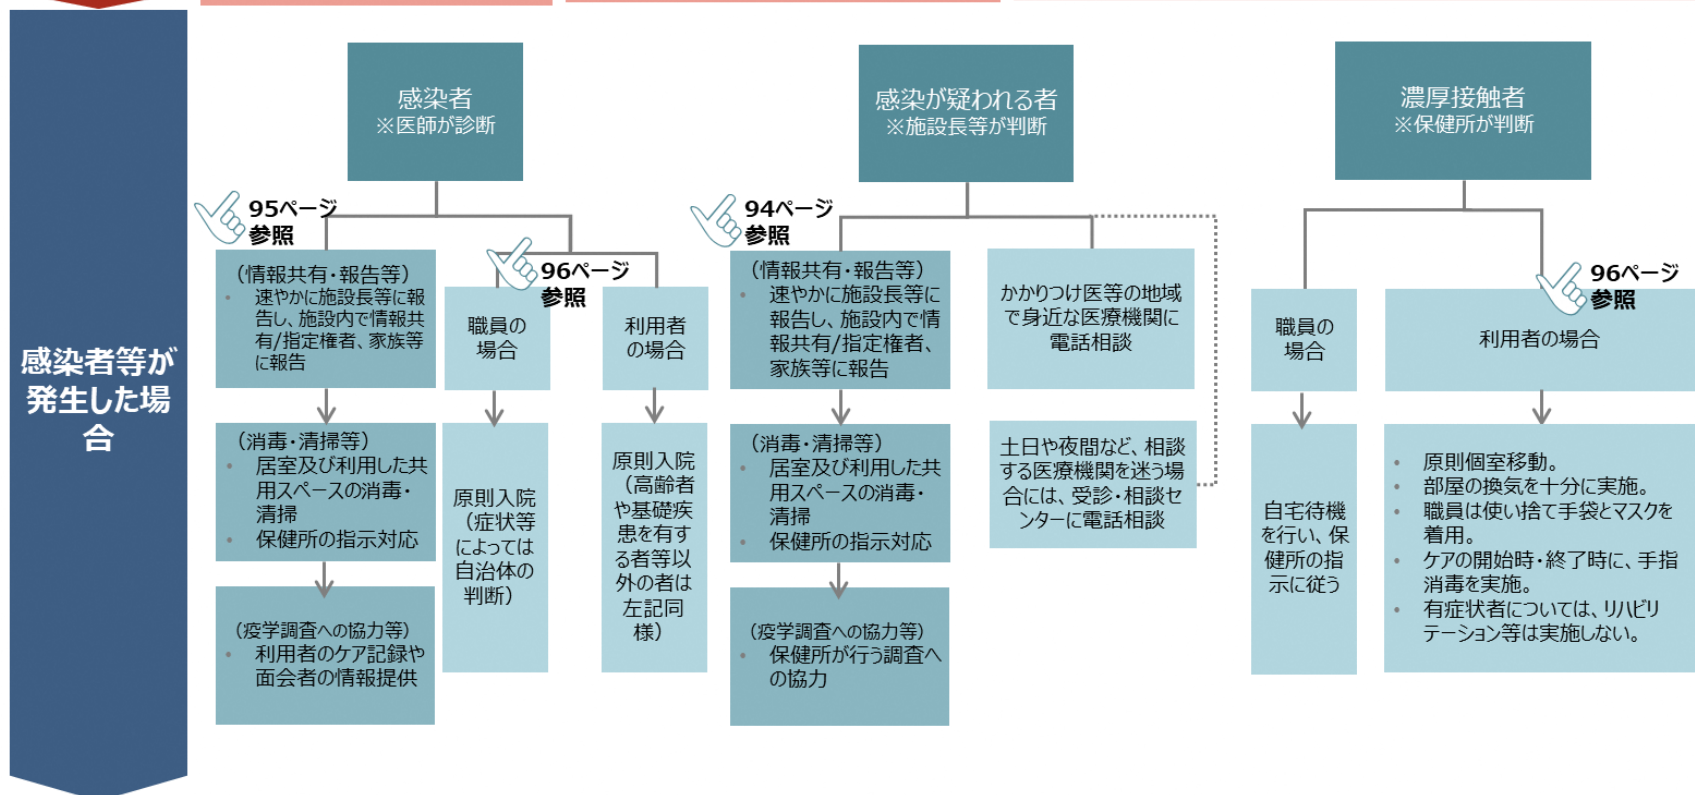 感染者等が
発生した場
合
感染者
※医師が診断
95ページ
参照
(情報共有・報告等)
• 速やかに施設長等に報
告し、施設内で情報共
有/指定権者、家族等
に報告
(消毒・清掃等)
• 居室及び利用した共
用スペースの消毒・
清掃
• 保健所の指示対応
(疫学調査への協力等)
• 利用者のケア記録や
面会者の情報提供
96ページ
参照
職員の
場合
原則入院
(症状等
によっては
自治体の
判断)
利用者
の場合
原則入院
(高齢者
や基礎疾
患を有す
る者等以
外の者は
左記同
様)
感染が疑われる者
※施設長等が判断
94ページ
参照
(情報共有・報告等)
• 速やかに施設長等に
報告し、施設内で情
報共有/指定権者、
家族等に報告
(消毒・清掃等)
• 居室及び利用した共
用スペースの消毒・
清掃
• 保健所の指示対応
(疫学調査への協力等)
• 保健所が行う調査へ
の協力
かかりつけ医等の地域
で身近な医療機関に
電話相談
土日や夜間など、相談
する医療機関を迷う場
合には、受診・相談セ
ンターに電話相談
濃厚接触者
※保健所が判断
職員の
場合
自宅待機
を行い、保
健所の指
示に従う
96ページ
参照
利用者の場合
• 原則個室移動。
• 部屋の換気を十分に実施。
• 職員は使い捨て手袋とマスクを
着用。
• ケアの開始時・終了時に、手指
消毒を実施。
• 有症状者については、リハビリ
テーション等は実施しない。